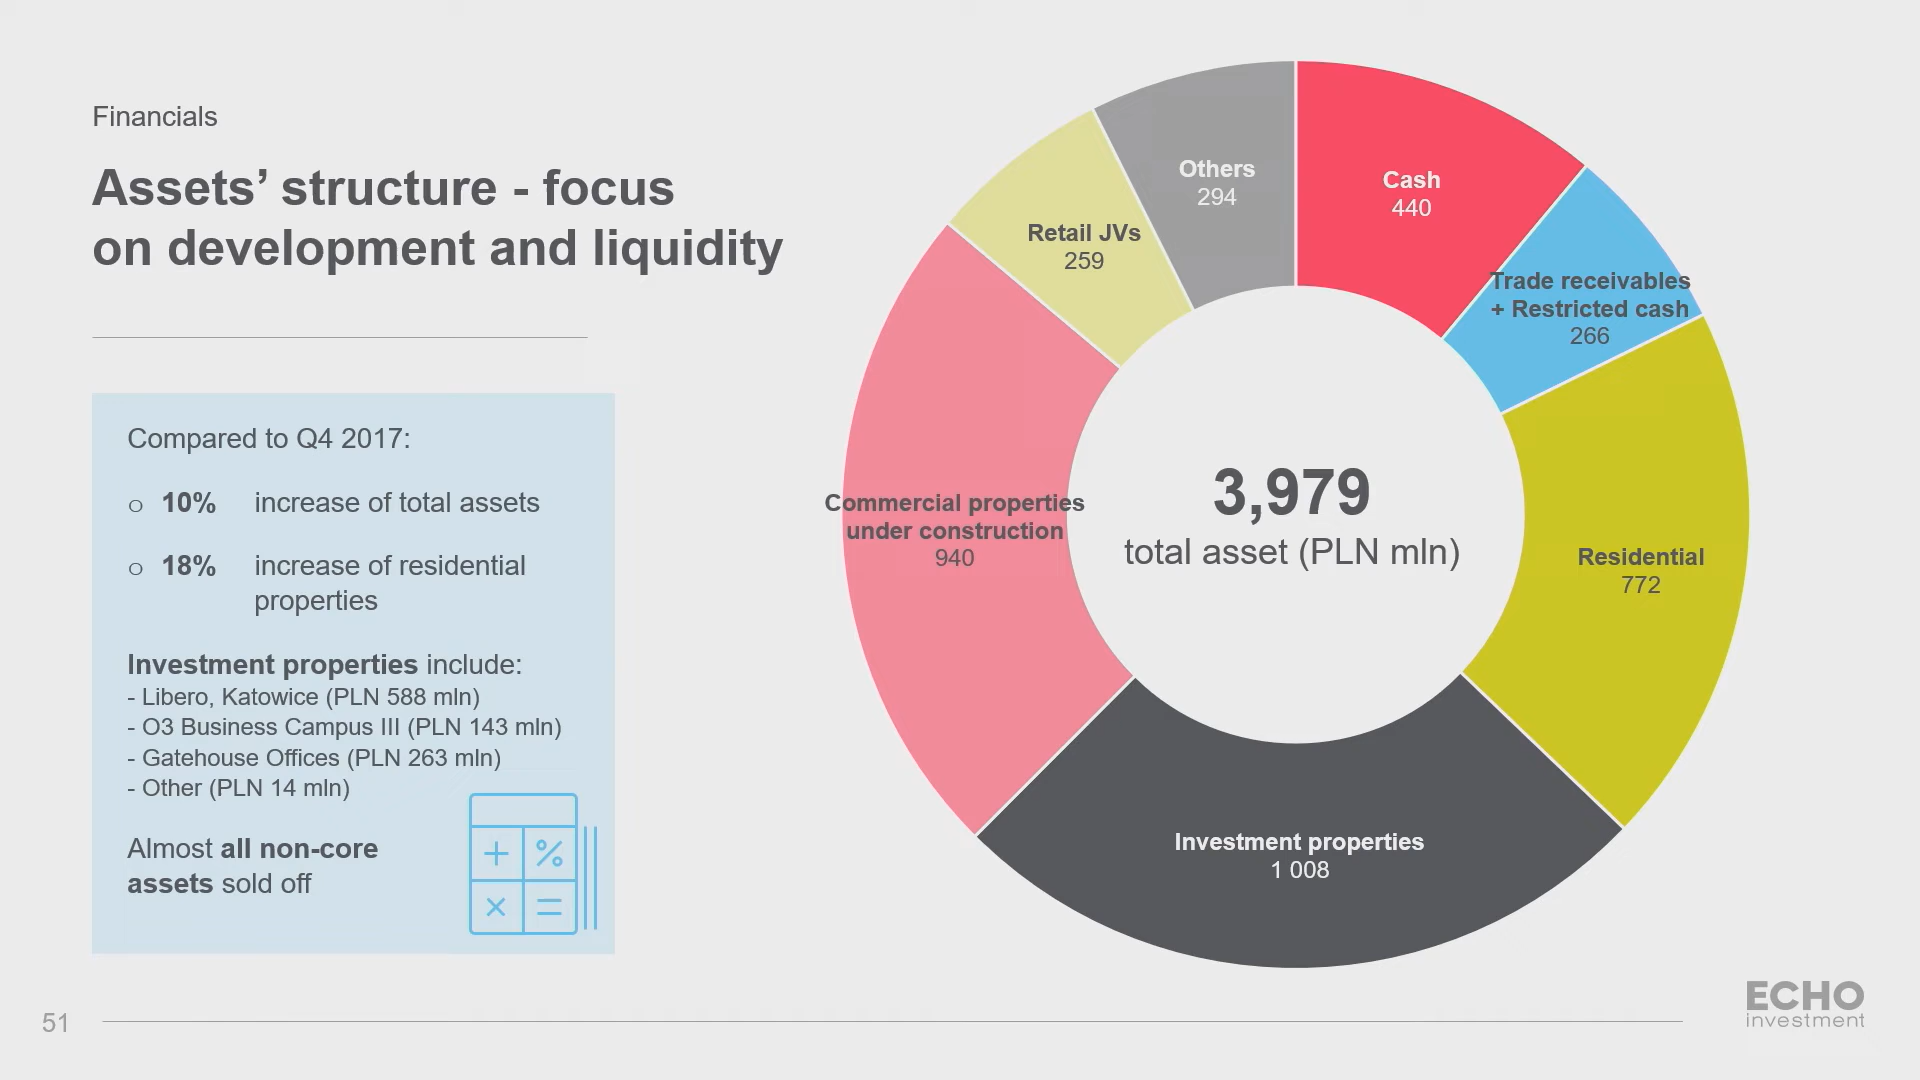 Financials
Assets’ structure - focus
on development and liquidity
Compared to Q4 2017:
o 10% increase of total assets
o 18% increase of residential
properties
Investment properties include:
- Libero, Katowice (PLN 588 mln)
- O3 Business Campus III (PLN 143 mln)
- Gatehouse Offices (PLN 263 mln)
- Other (PLN 14 mln)
Almost all non-core
assets sold off
+ %
× =
Others
294
Cash
440
Retail JVs
259
Trade receivables
+ Restricted cash
266
Commercial properties
under construction
940
3,979
total asset (PLN mln)
Residential
772
Investment properties
1 008
51
ECHO
investment